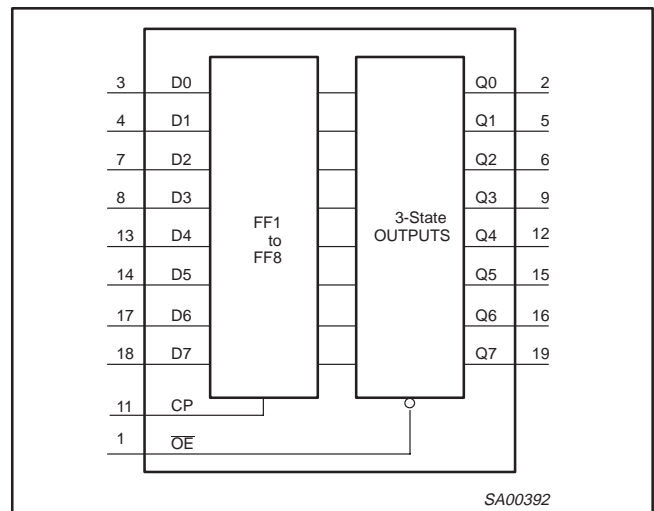 3 D0 Q0 2
4 D1 Q1 5
7 D2 Q2 6
8 D3 Q3 9
FF1
to
FF8
3-State
OUTPUTS
13 D4 Q4 12
14 D5 Q5 15
17 D6 Q6 16
18 D7 Q7 19
11 CP
1 O̅E̅
SA00392